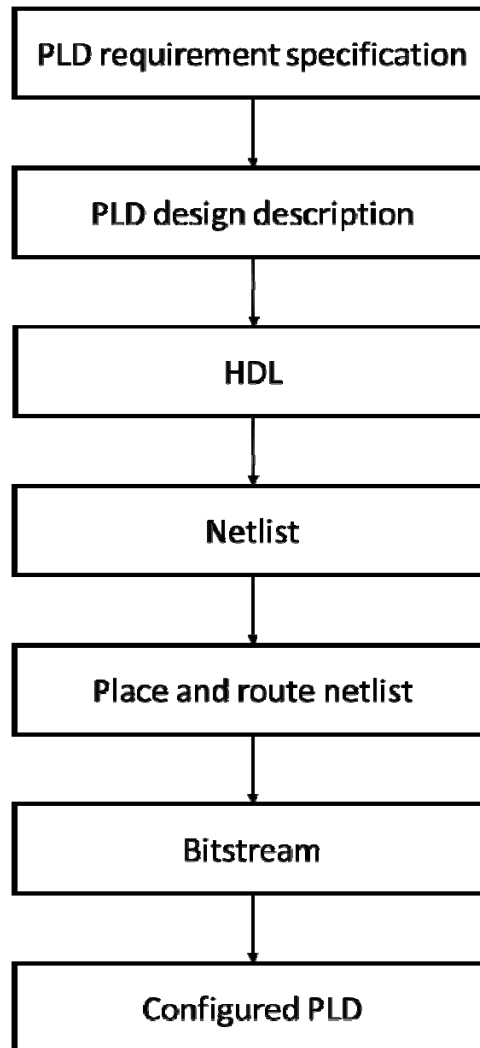 PLD requirement specification
PLD design description
HDL
Netlist
Place and route netlist
Bitstream
Configured PLD